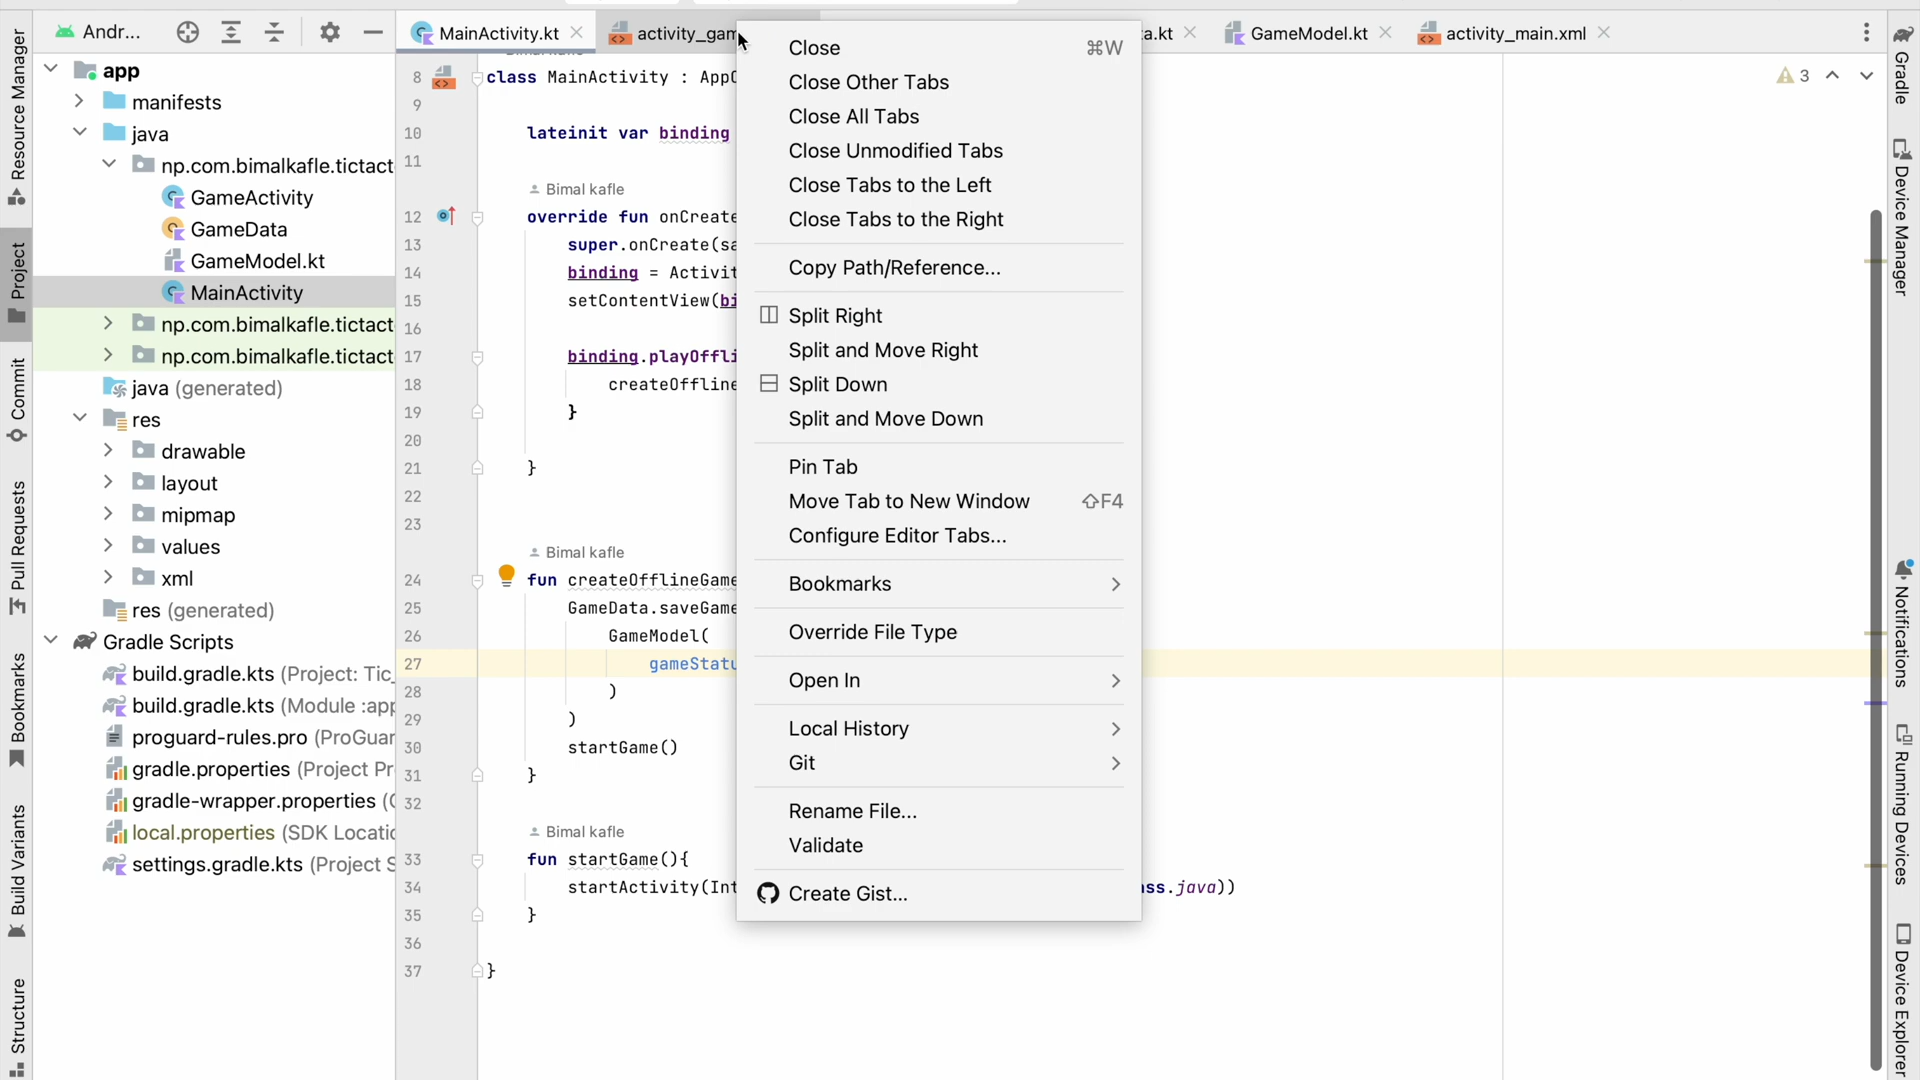 Andr...
MainActivity.kt
activity_gam
a.kt
GameModel.kt
activity_main.xml
Resource Manager
Project
Commit
Pull Requests
Bookmarks
Build Variants
Structure
app
manifests
java
np.com.bimalkafle.tictact
GameActivity
GameData
GameModel.kt
MainActivity
np.com.bimalkafle.tictact
np.com.bimalkafle.tictact
java (generated)
res
drawable
layout
mipmap
values
xml
res (generated)
Gradle Scripts
build.gradle.kts (Project: Tic_
build.gradle.kts (Module :app
proguard-rules.pro (ProGuar
gradle.properties (Project Pr
gradle-wrapper.properties (G
local.properties (SDK Locatic
settings.gradle.kts (Project S
Bimal kafle
8 class MainActivity : AppC
9
10 lateinit var binding
11
Bimal kafle
12 override fun onCreate
13 super.onCreate(sa
14 binding = Activit
15 setContentView(bi
16
17 binding.playOffli
18 createOffline
19 }
20
21 }
22
23
Bimal kafle
24 fun createOfflineGame
25 GameData.saveGame
26 GameModel(
27 gameStatu
28 )
29 )
30 startGame()
31 }
32
Bimal kafle
33 fun startGame(){
34 startActivity(Int ass.java))
35 }
36
37 }
Close ⌘W
Close Other Tabs
Close All Tabs
Close Unmodified Tabs
Close Tabs to the Left
Close Tabs to the Right
Copy Path/Reference...
Split Right
Split and Move Right
Split Down
Split and Move Down
Pin Tab
Move Tab to New Window ⇧F4
Configure Editor Tabs...
Bookmarks
Override File Type
Open In
Local History
Git
Rename File...
Validate
Create Gist...
3
Gradle
Device Manager
Notifications
Running Devices
Device Explorer